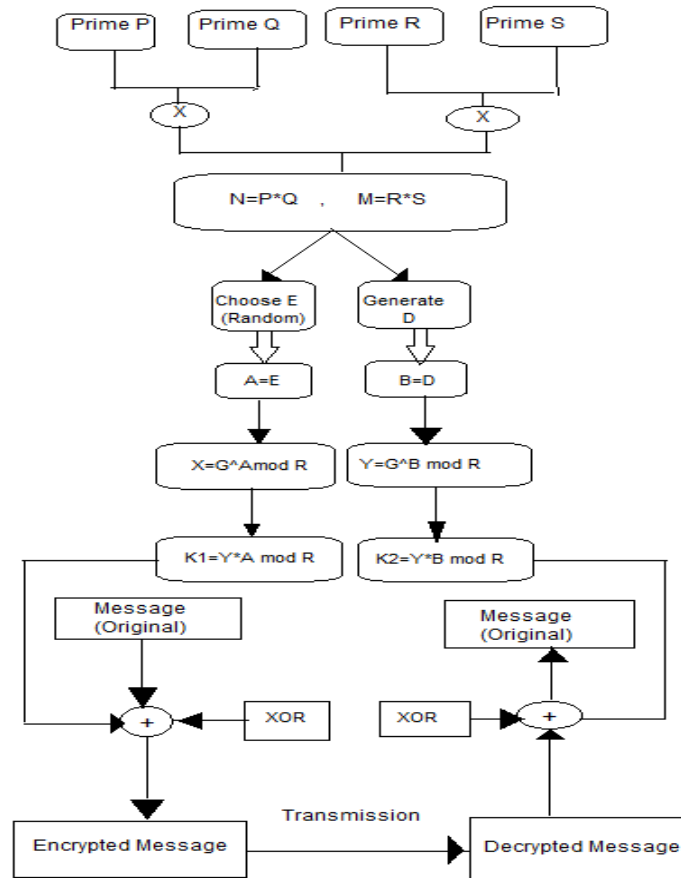 Prime P
Prime Q
Prime R
Prime S
X
X
N=P*Q , M=R*S
Choose E
(Random)
Generate
D
A=E
B=D
X=G^Amod R
Y=G^B mod R
K1=Y*A mod R
K2=Y*B mod R
Message
(Original)
Message
(Original)
+
XOR
XOR
+
Transmission
Encrypted Message
Decrypted Message